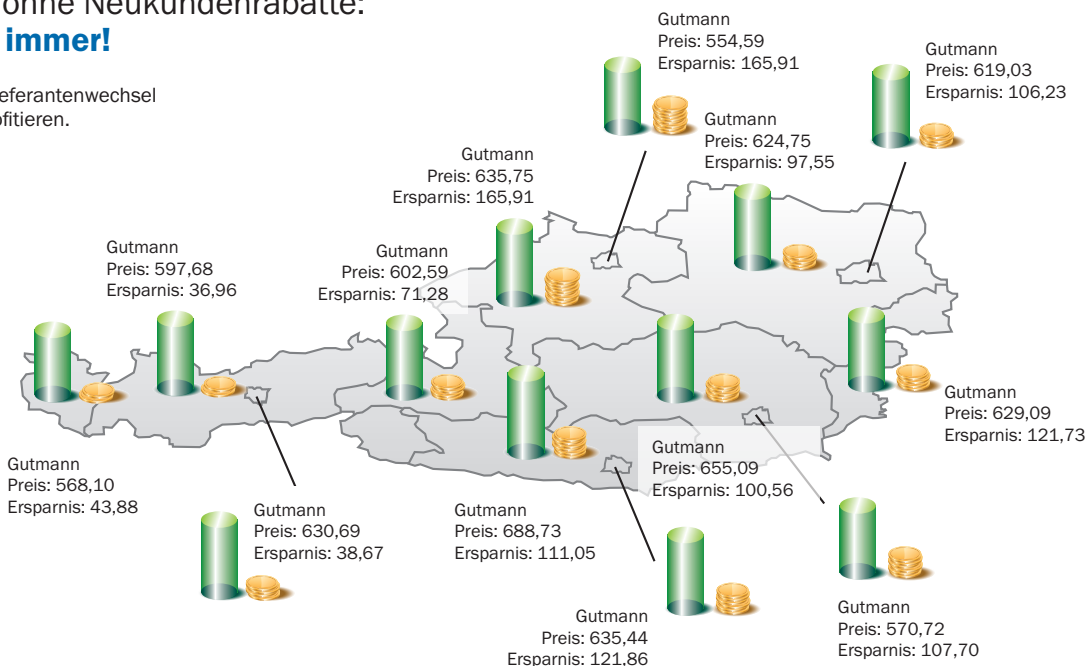 ohne Neukundenrabatte:
immer!
eferantenwechsel
ofitieren.
Gutmann
Preis: 554,59
Ersparnis: 165,91
Gutmann
Preis: 619,03
Ersparnis: 106,23
Gutmann
Preis: 624,75
Ersparnis: 97,55
Gutmann
Preis: 635,75
Ersparnis: 165,91
Gutmann
Preis: 602,59
Ersparnis: 71,28
Gutmann
Preis: 597,68
Ersparnis: 36,96
Gutmann
Preis: 629,09
Ersparnis: 121,73
Gutmann
Preis: 655,09
Ersparnis: 100,56
Gutmann
Preis: 568,10
Ersparnis: 43,88
Gutmann
Preis: 630,69
Ersparnis: 38,67
Gutmann
Preis: 688,73
Ersparnis: 111,05
Gutmann
Preis: 635,44
Ersparnis: 121,86
Gutmann
Preis: 570,72
Ersparnis: 107,70